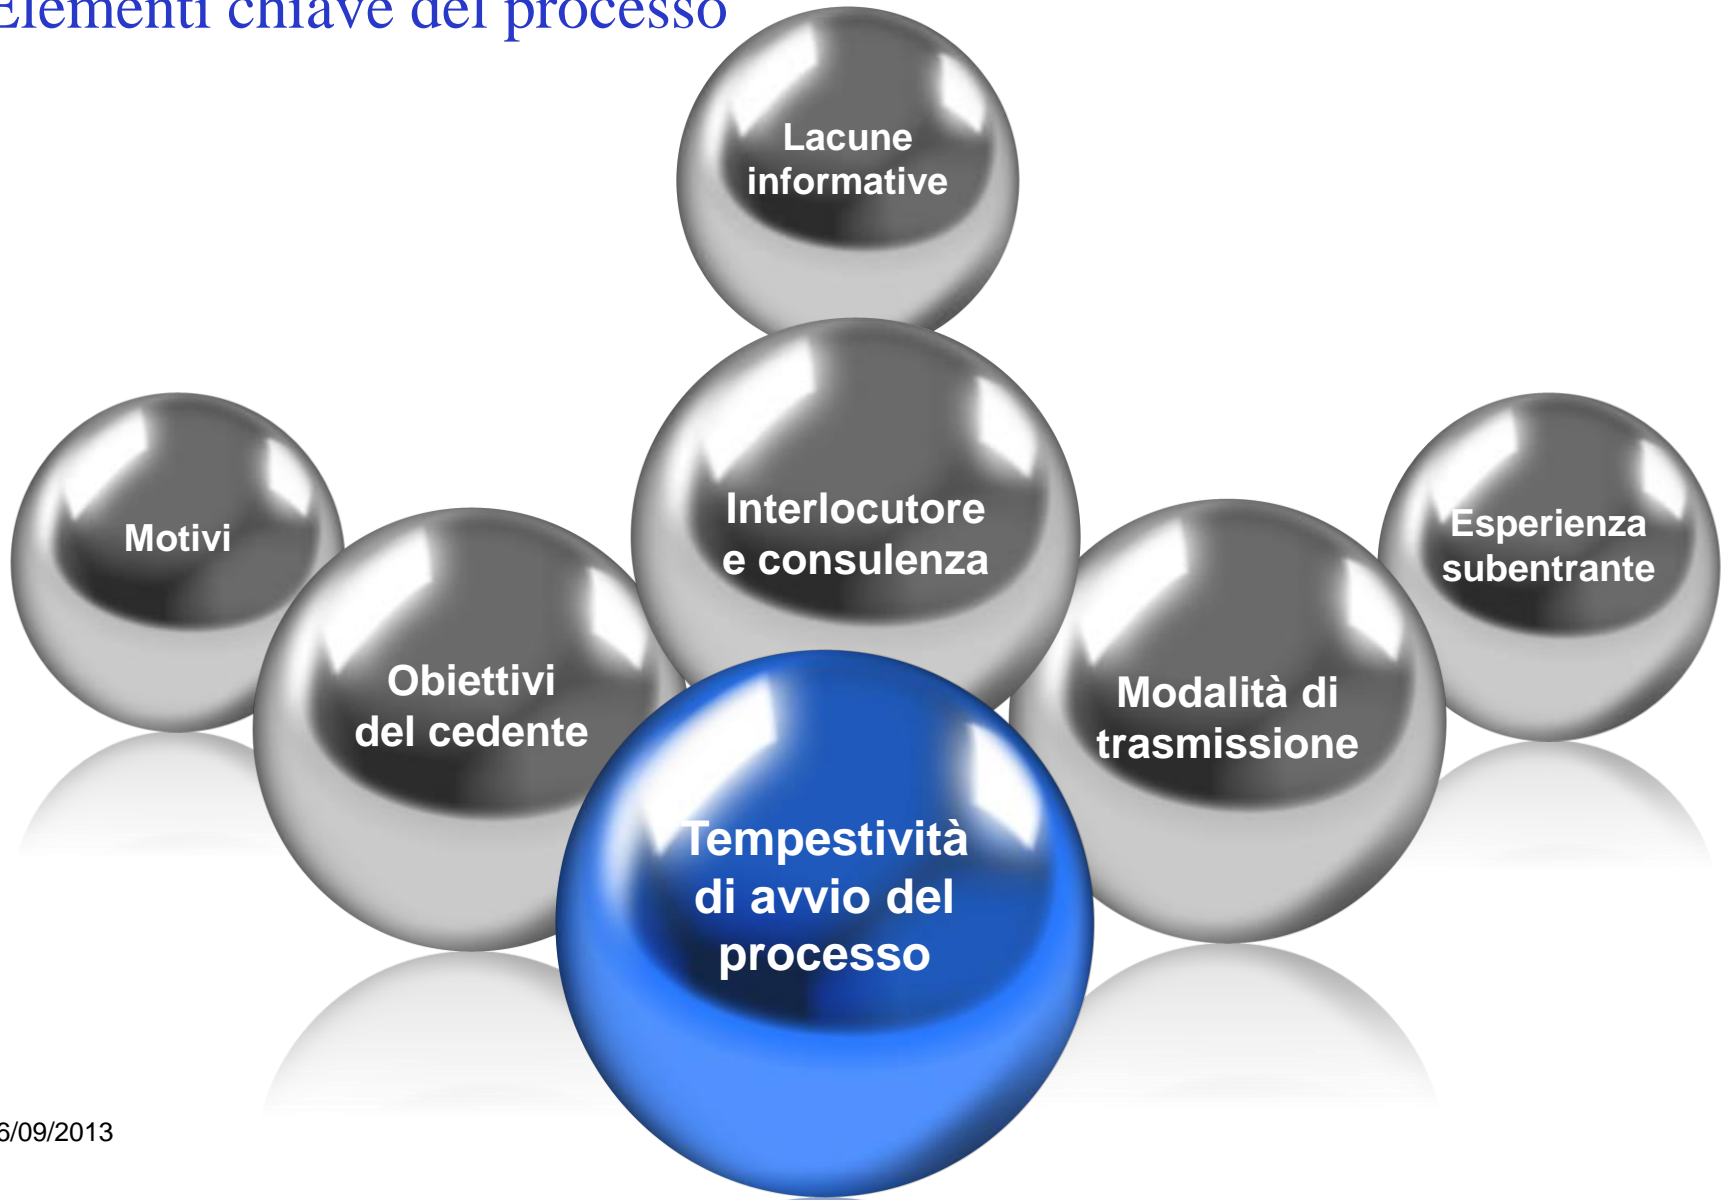 Elementi chiave del processo
Lacune
informative
Interlocutore
e consulenza
Motivi
Esperienza
subentrante
Obiettivi
del cedente
Modalità di
trasmissione
Tempestività
di avvio del
processo
6/09/2013